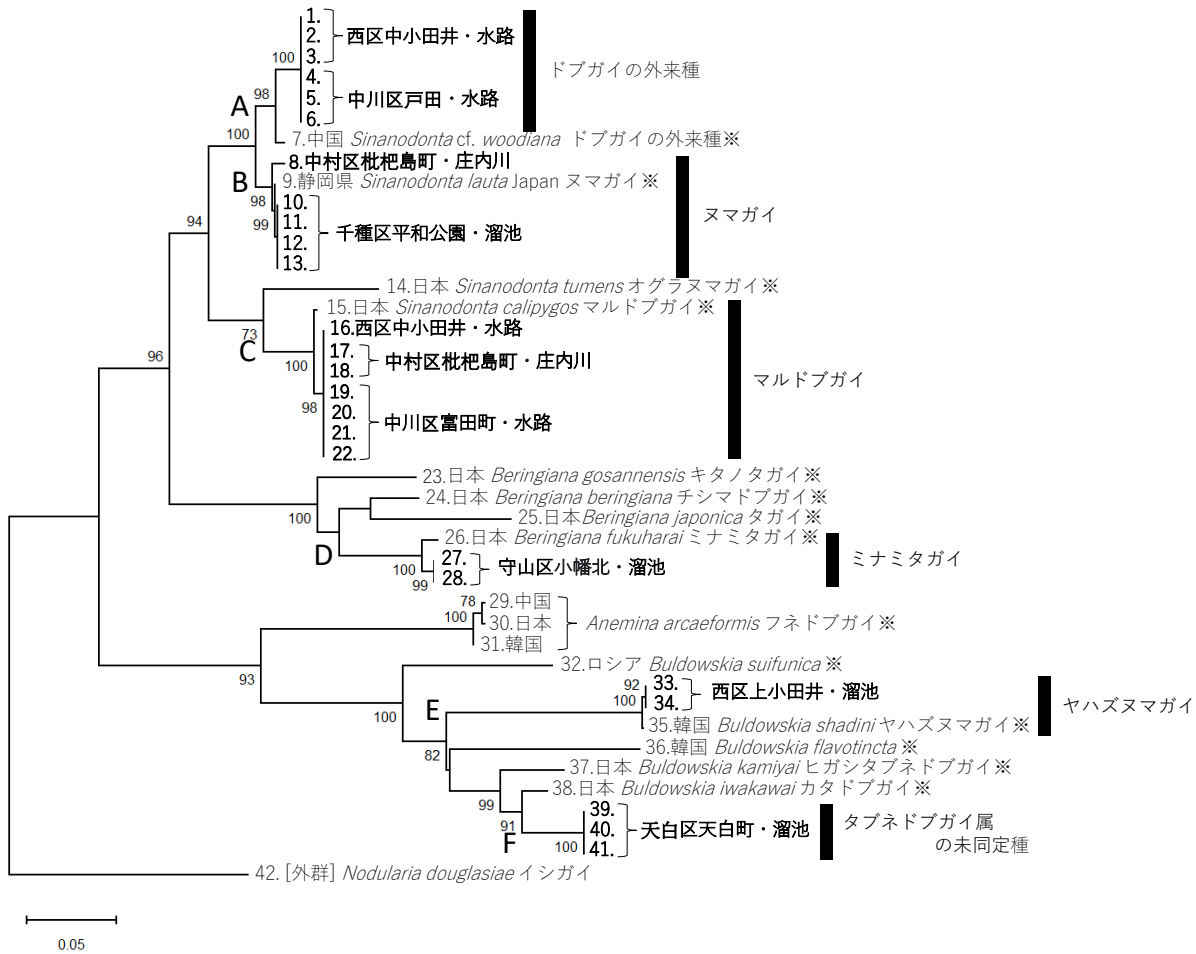 1.
2.
3.
西区中小田井・水路
100
4.
5.
6.
中川区戸田・水路
ドブガイの外来種
98
A
100
7.中国 Sinanodonta cf. woodiana ドブガイの外来種※
8.中村区枇杷島町・庄内川
B
9.静岡県 Sinanodonta lauta Japan ヌマガイ※
98
10.
11.
12.
13.
99
千種区平和公園・溜池
ヌマガイ
94
14.日本 Sinanodonta tumens オグラヌマガイ※
15.日本 Sinanodonta calipygos マルドブガイ※
73
C
16.西区中小田井・水路
100
17.
18.
中村区枇杷島町・庄内川
98
19.
20.
21.
22.
中川区富田町・水路
マルドブガイ
96
23.日本 Beringiana gosannensis キタノタガイ※
24.日本 Beringiana beringiana チシマドブガイ※
100
25.日本Beringiana japonica タガイ※
26.日本 Beringiana fukuharai ミナミタガイ※
D
100
27.
28.
99
守山区小幡北・溜池
ミナミタガイ
78
100
29.中国
30.日本
31.韓国
Anemina arcaeformis フネドブガイ※
93
32.ロシア Buldowskia suifunica ※
100
E
92
100
33.
34.
西区上小田井・溜池
35.韓国 Buldowskia shadini ヤハズヌマガイ※
ヤハズヌマガイ
82
36.韓国 Buldowskia flavotincta ※
37.日本 Buldowskia kamiyai ヒガシタブネドブガイ※
99
38.日本 Buldowskia iwakawai カタドブガイ※
91
F
100
39.
40.
41.
天白区天白町・溜池
タブネドブガイ属
の未同定種
42. [外群] Nodularia douglasiae イシガイ
0.05